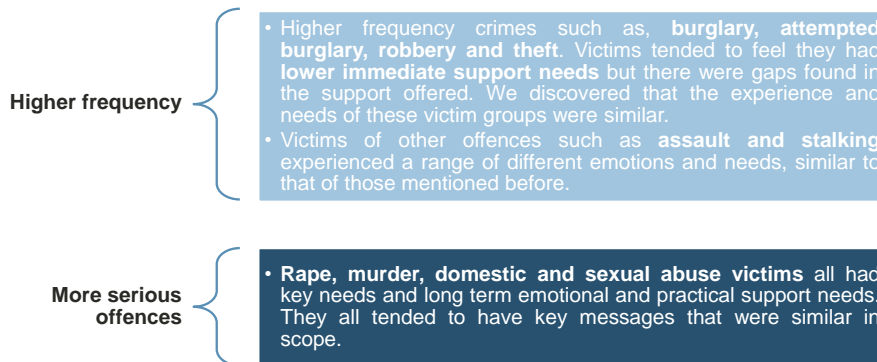 Higher frequency
• Higher frequency crimes such as, burglary, attempted
burglary, robbery and theft. Victims tended to feel they had
lower immediate support needs but there were gaps found in
the support offered. We discovered that the experience and
needs of these victim groups were similar.
• Victims of other offences such as assault and stalking
experienced a range of different emotions and needs, similar to
that of those mentioned before.
More serious
offences
• Rape, murder, domestic and sexual abuse victims all had
key needs and long term emotional and practical support needs.
They all tended to have key messages that were similar in
scope.